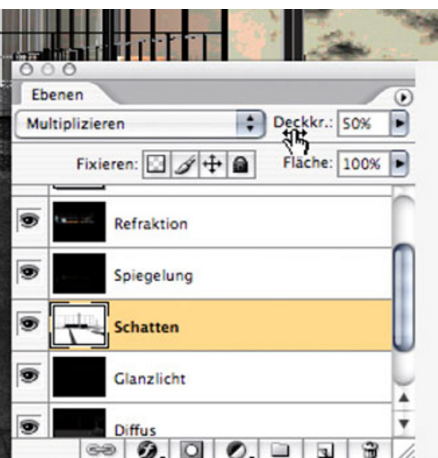 Ebenen
Multiplizieren Deckkr.: 50%
Fixieren: Fläche: 100%
Refraktion
Spiegelung
Schatten
Glanzlicht
Diffus